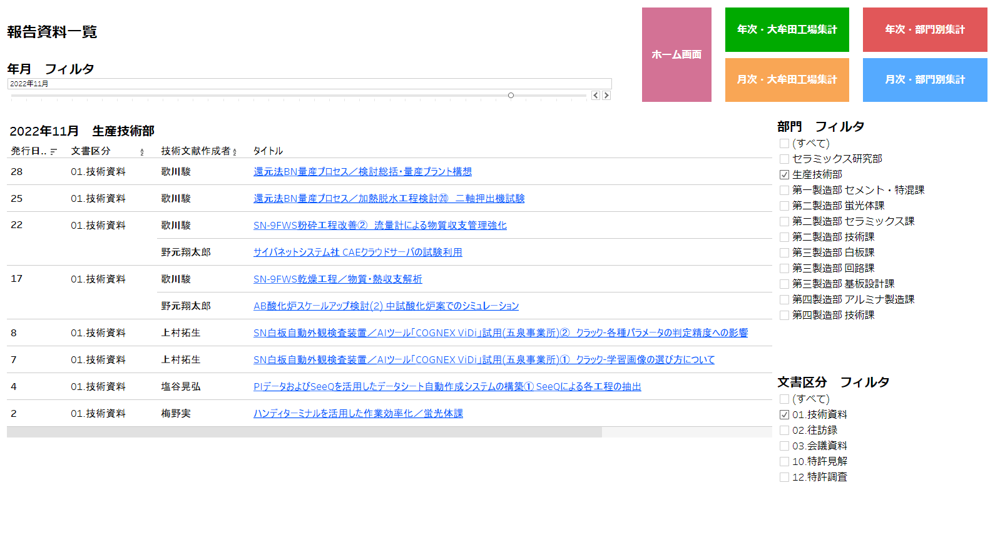 報告資料一覧
ホーム画面
年次・大牟田工場集計
年次・部門別集計
月次・大牟田工場集計
月次・部門別集計
年月　フィルタ
2022年11月
2022年11月　生産技術部
発行日.. 文書区分 技術文献作成者 タイトル
28 01.技術資料 歌川駿 還元法BN量産プロセス／検討総括・量産プラント構想
25 01.技術資料 歌川駿 還元法BN量産プロセス／加熱脱水工程検討⑳　二軸押出機試験
22 01.技術資料 歌川駿 SN-9FWS粉砕工程改善②　流量計による物質収支管理強化
野元翔太郎 サイバネットシステム社 CAEクラウドサーバの試験利用
17 01.技術資料 歌川駿 SN-9FWS乾燥工程／物質・熱収支解析
野元翔太郎 AB酸化炉スケールアップ検討(2) 中試酸化炉案でのシミュレーション
8 01.技術資料 上村拓生 SN白板自動外観検査装置／AIツール「COGNEX ViDi」試用(五泉事業所)②　クラック-各種パラメータの判定精度への影響
7 01.技術資料 上村拓生 SN白板自動外観検査装置／AIツール「COGNEX ViDi」試用(五泉事業所)①　クラック-学習画像の選び方について
4 01.技術資料 塩谷晃弘 PIデータおよびSeeQを活用したデータシート自動作成システムの構築① SeeQによる各工程の抽出
2 01.技術資料 梅野実 ハンディターミナルを活用した作業効率化／蛍光体課
部門　フィルタ
(すべて)
セラミックス研究部
生産技術部
第一製造部 セメント・特混課
第二製造部 蛍光体課
第二製造部 セラミックス課
第二製造部 技術課
第三製造部 白板課
第三製造部 回路課
第三製造部 基板設計課
第四製造部 アルミナ製造課
第四製造部 技術課
文書区分　フィルタ
(すべて)
01.技術資料
02.往訪録
03.会議資料
10.特許見解
12.特許調査